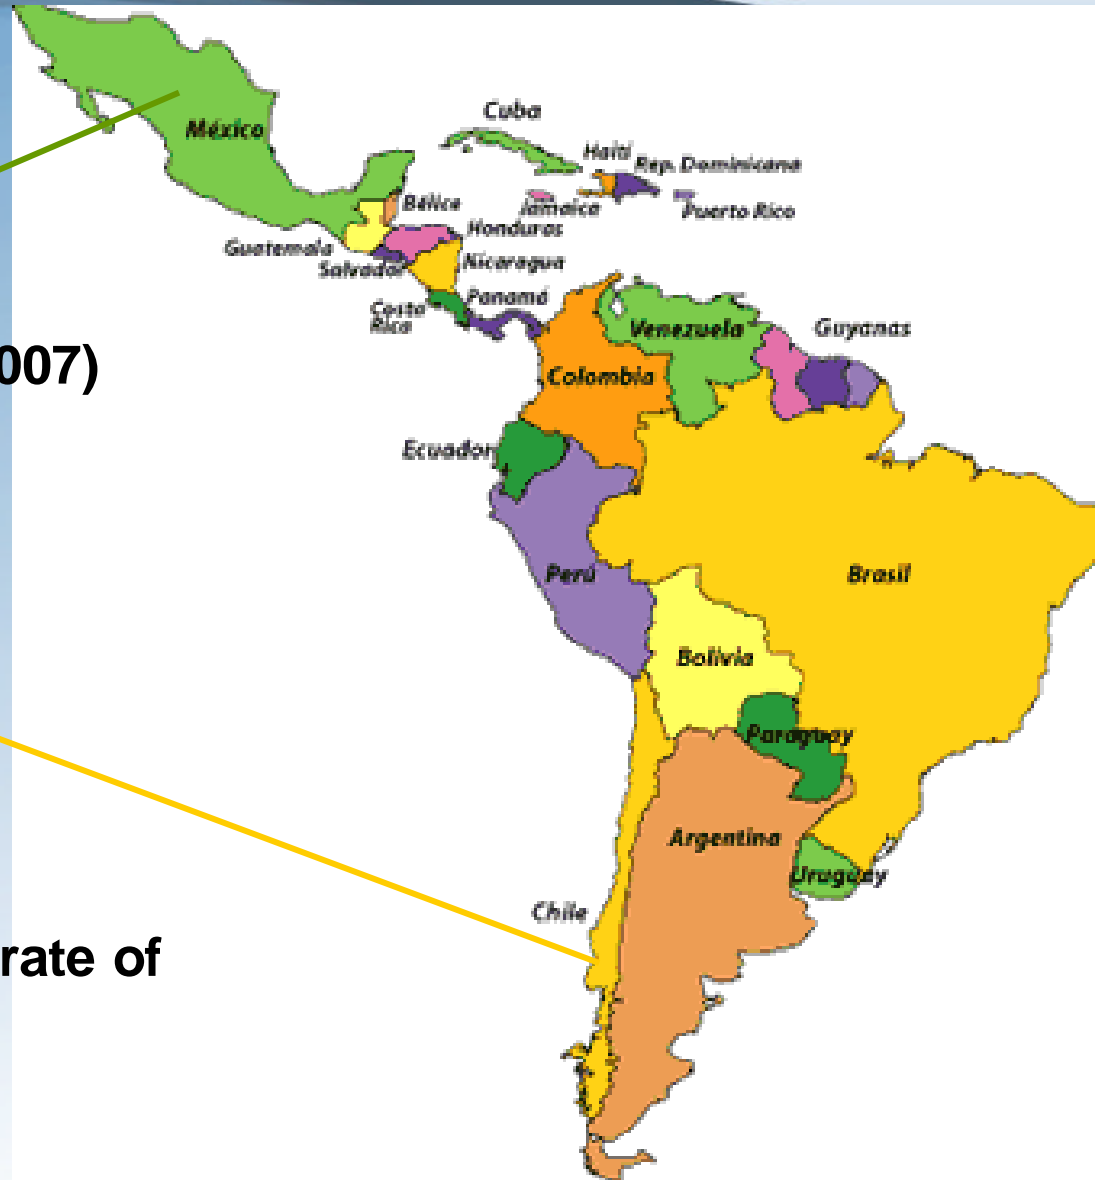 Cuba
México
Haití
Rep. Dominicana
Bélice
Jamaica
Puerto Rico
Honduras
Guatemala
Nicaragua
Salvador
Panamá
Costa
Rica
Venezuela
Guyanas
007)
Colombia
Ecuador
Perú
Brasil
Bolivia
Paraguay
Argentina
Uruguay
Chile
rate of